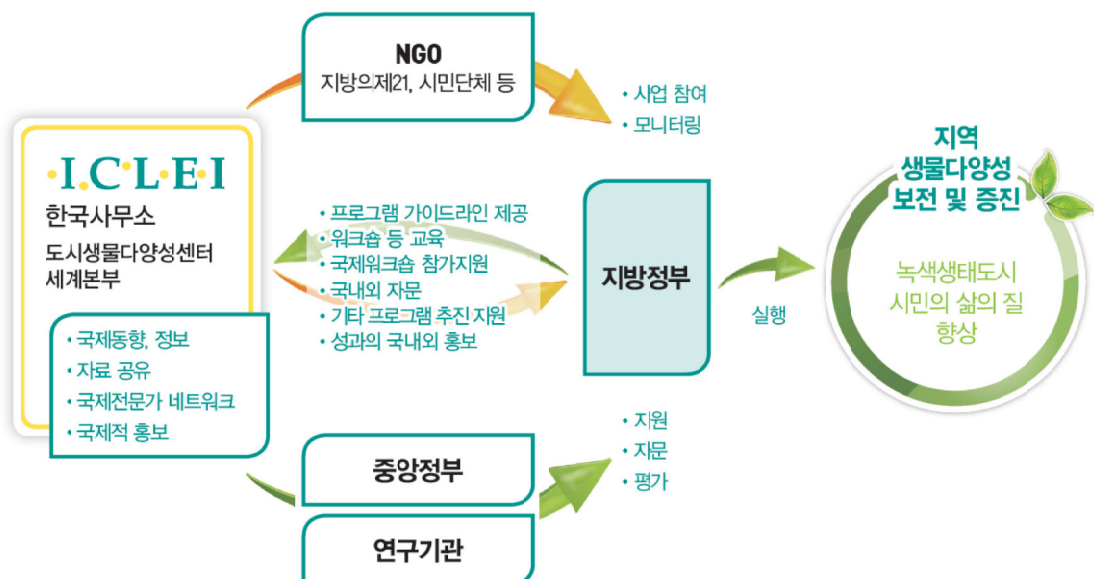 NGO
지방의제21, 시민단체 등
• 사업 참여
• 모니터링
·I.C·L·E·I
한국사무소
도시생물다양성센터
세계본부
• 국제동향, 정보
• 자료 공유
• 국제전문가 네트워크
• 국제적 홍보
• 프로그램 가이드라인 제공
• 워크숍 등 교육
• 국제워크숍 참가지원
• 국내외 자문
• 기타 프로그램 추진 지원
• 성과의 국내외 홍보
지방정부
실행
지역
생물다양성
보전 및 증진
녹색생태도시
시민의 삶의 질
향상
중앙정부
연구기관
• 지원
• 자문
• 평가